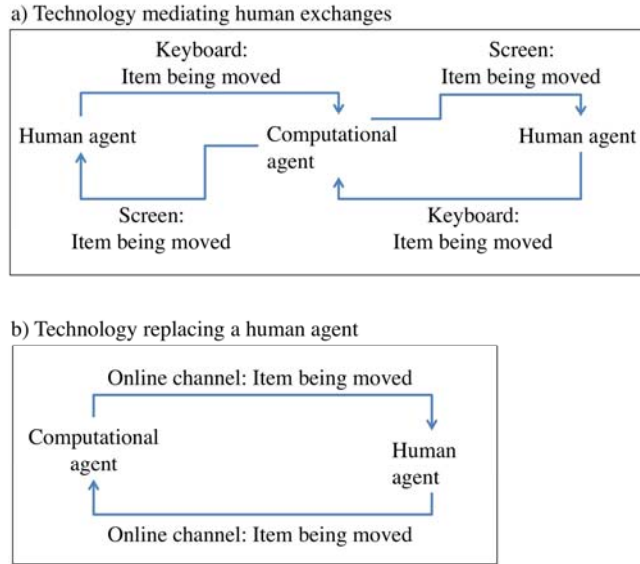 a) Technology mediating human exchanges
Keyboard:
Item being moved
Screen:
Item being moved
Human agent
Computational
agent
Human agent
Screen:
Item being moved
Keyboard:
Item being moved
b) Technology replacing a human agent
Online channel: Item being moved
Computational
agent
Human
agent
Online channel: Item being moved